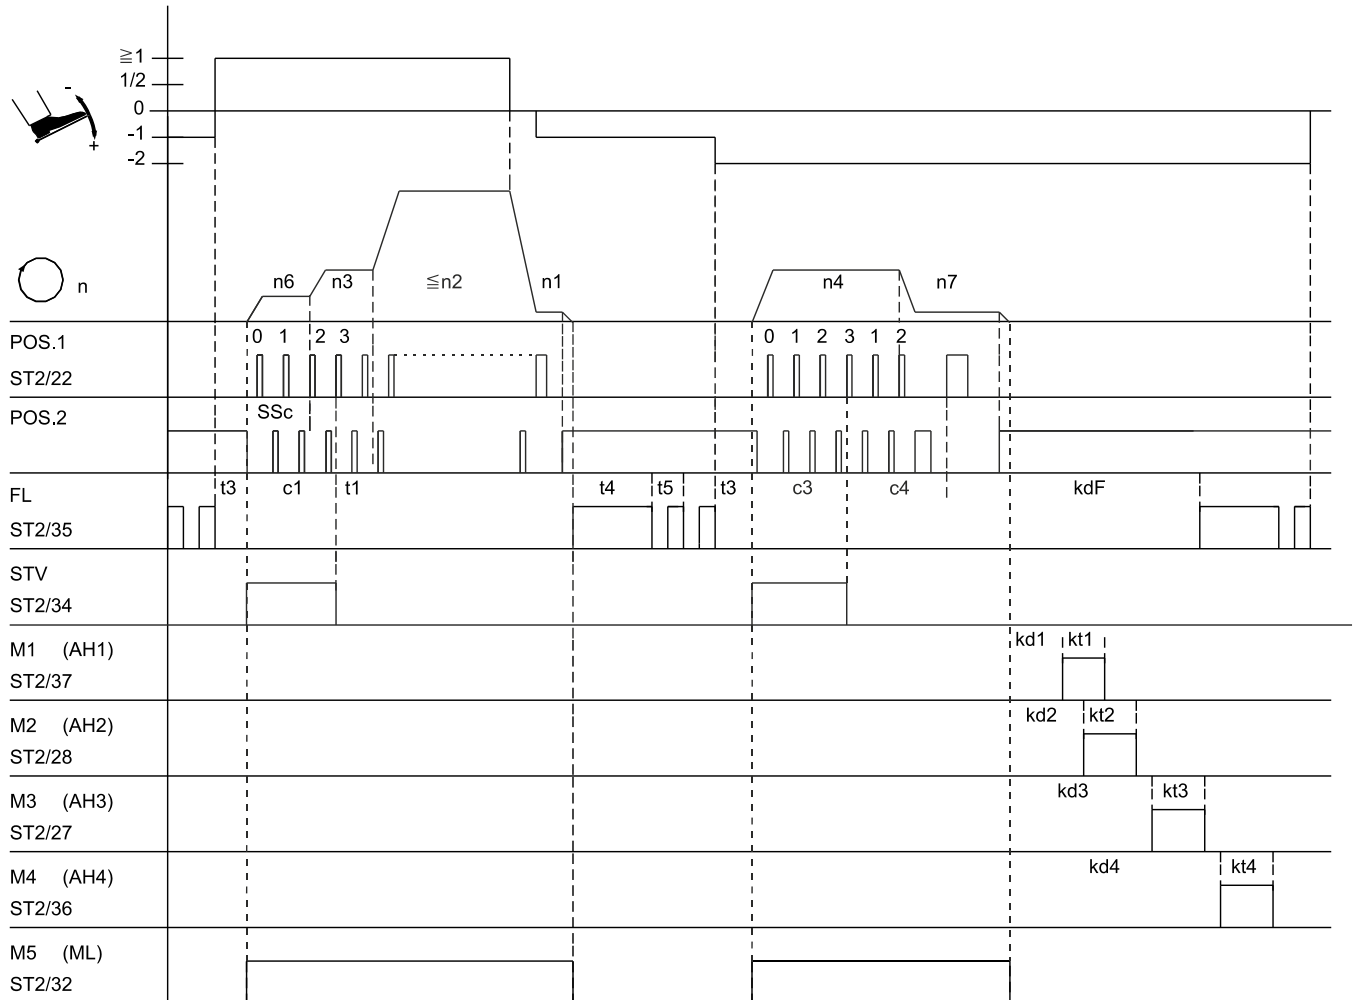 ≧1
1/2
0
-1
-2
-
+
n
n6 n3 ≦n2 n1 n4 n7
POS.1 0 1 2 3 0 1 2 3 1 2
ST2/22
POS.2 SSc
FL t3 c1 t1 t4 t5 t3 c3 c4 kdF
ST2/35
STV
ST2/34
M1 (AH1) kd1 kt1
ST2/37
M2 (AH2) kd2 kt2
ST2/28
M3 (AH3) kd3 kt3
ST2/27
M4 (AH4) kd4 kt4
ST2/36
M5 (ML)
ST2/32